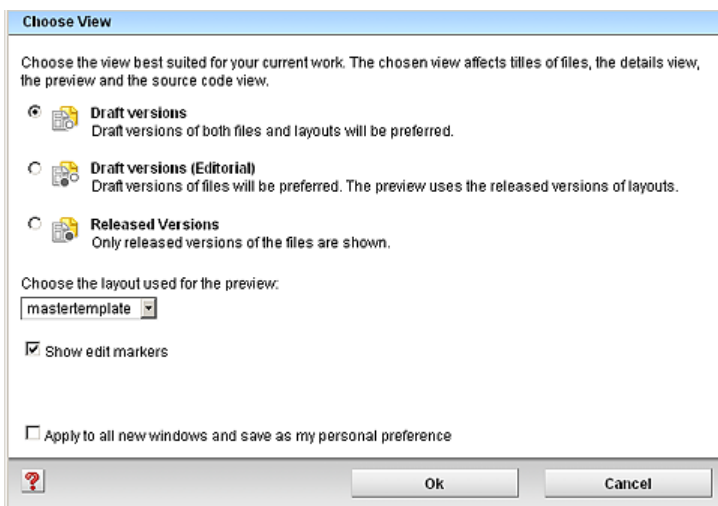 Choose View
Choose the view best suited for your current work. The chosen view affects titles of files, the details view,
the preview and the source code view.
Draft versions
Draft versions of both files and layouts will be preferred.
Draft versions (Editorial)
Draft versions of files will be preferred. The preview uses the released versions of layouts.
Released Versions
Only released versions of the files are shown.
Choose the layout used for the preview:
mastertemplate
Show edit markers
Apply to all new windows and save as my personal preference
?
Ok
Cancel